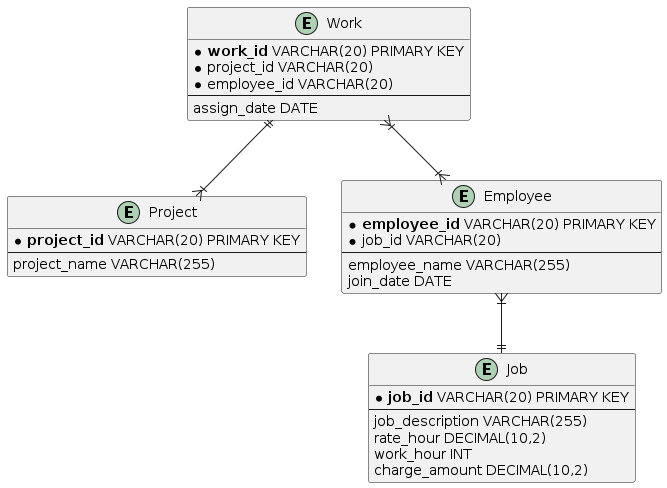 E Work
* work_id VARCHAR(20) PRIMARY KEY
* project_id VARCHAR(20)
* employee_id VARCHAR(20)
assign_date DATE
E Project
* project_id VARCHAR(20) PRIMARY KEY
project_name VARCHAR(255)
E Employee
* employee_id VARCHAR(20) PRIMARY KEY
* job_id VARCHAR(20)
employee_name VARCHAR(255)
join_date DATE
E Job
* job_id VARCHAR(20) PRIMARY KEY
job_description VARCHAR(255)
rate_hour DECIMAL(10,2)
work_hour INT
charge_amount DECIMAL(10,2)